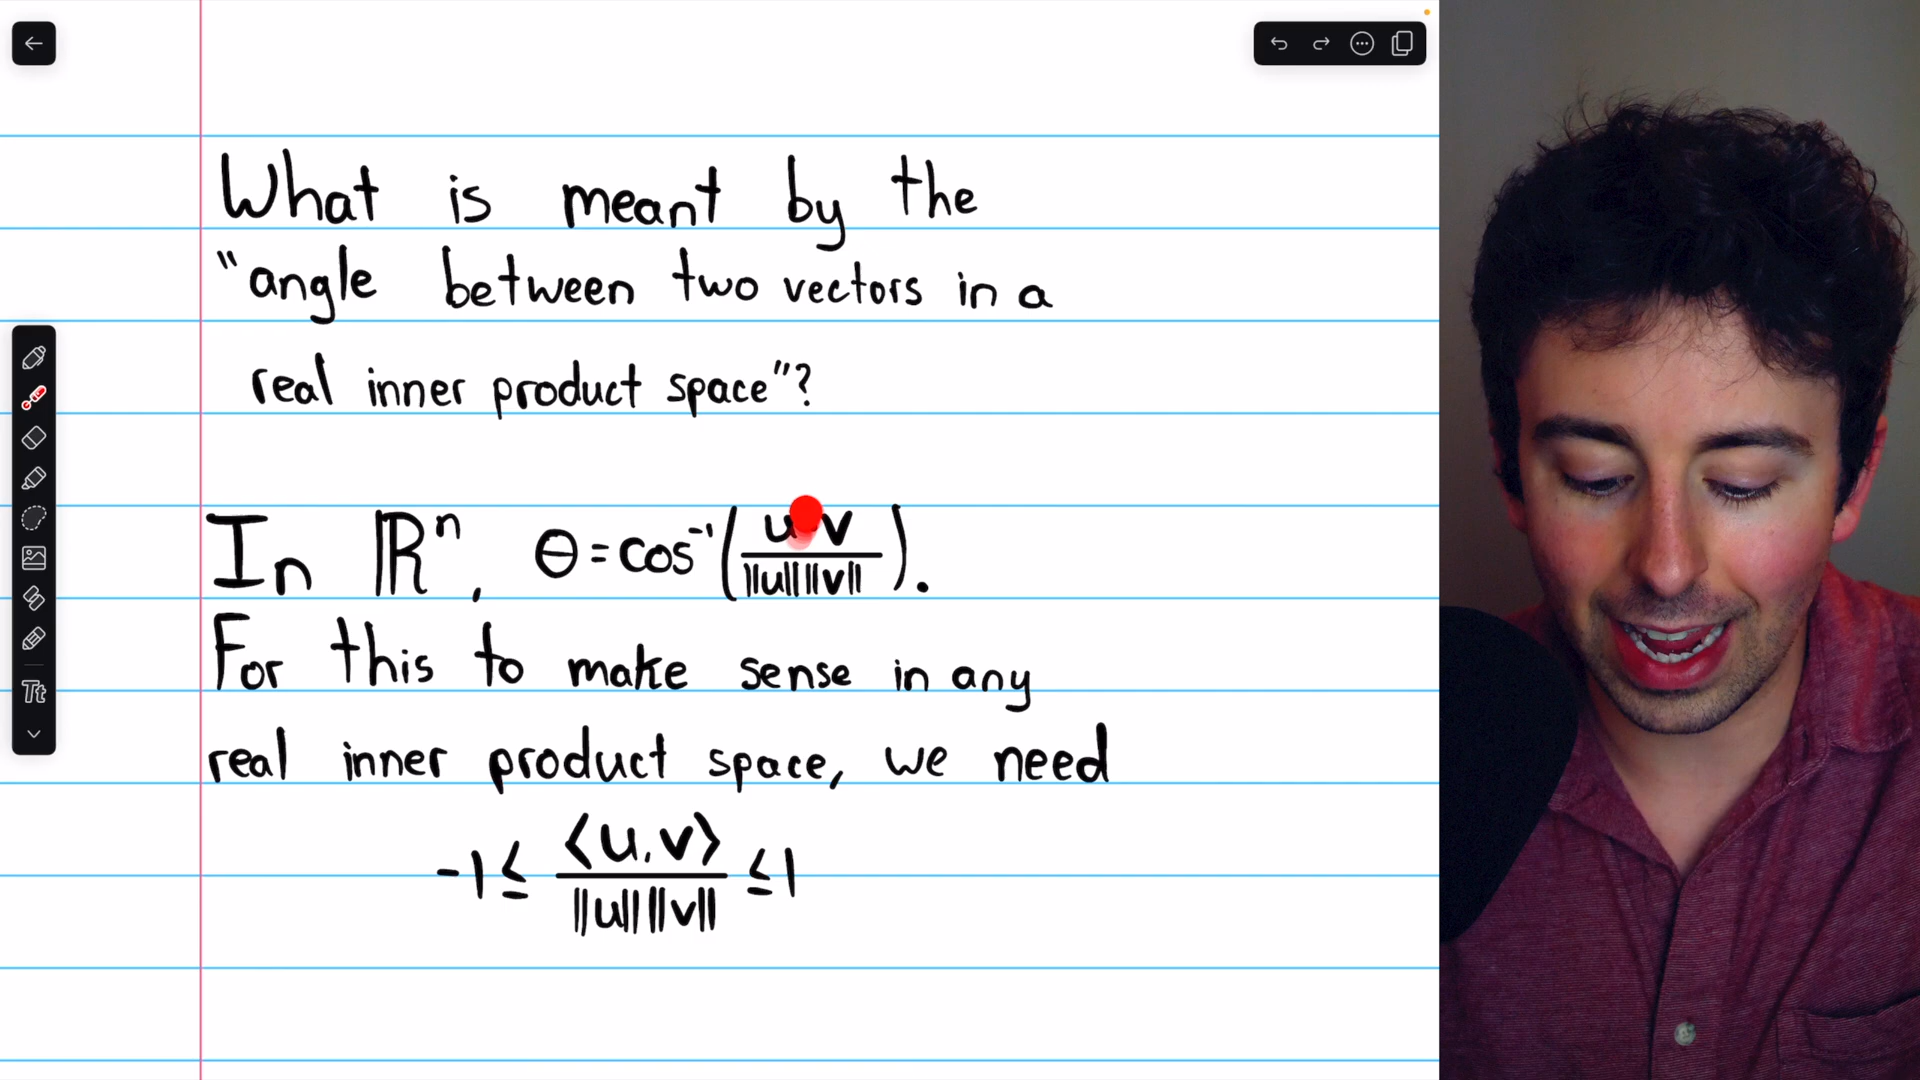 What is meant by the
"angle between two vectors in a
real inner product space"?
In ℝⁿ, θ = cos⁻¹(u·v / ‖u‖‖v‖).
For this to make sense in any
real inner product space, we need
-1 ≤ ⟨u,v⟩ / ‖u‖‖v‖ ≤ 1
Tt